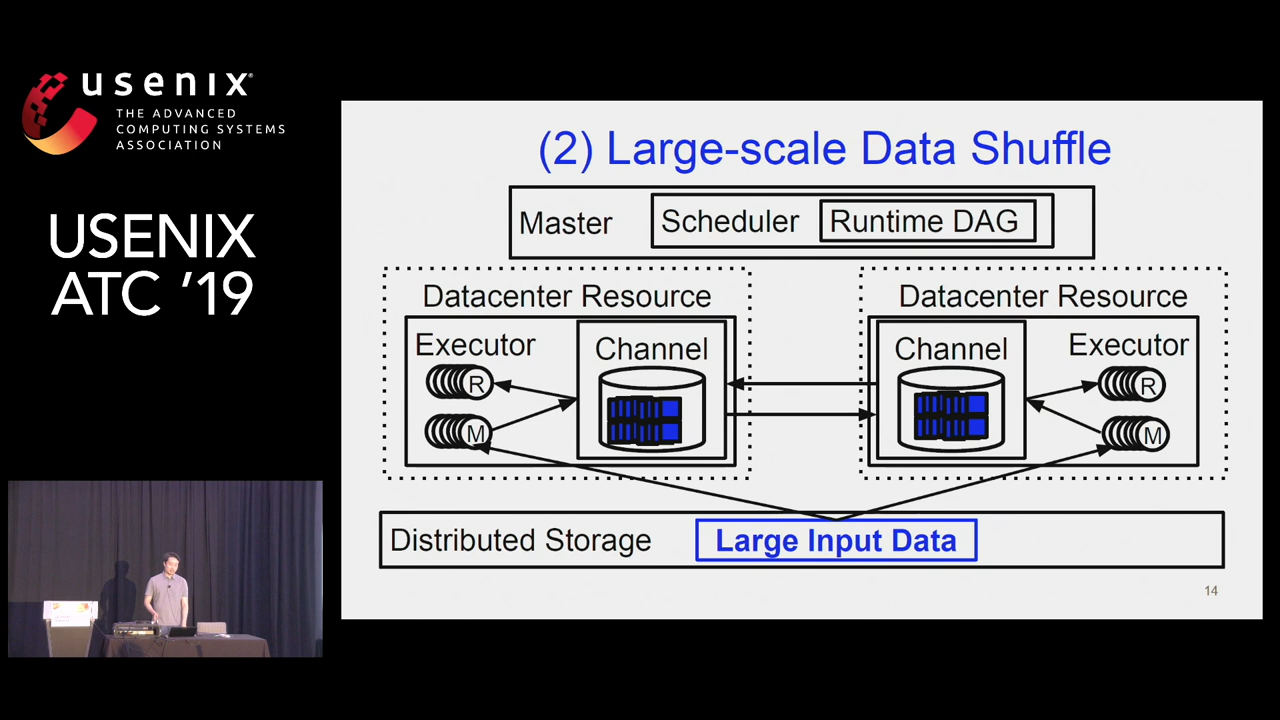 usenix
THE ADVANCED
COMPUTING SYSTEMS
ASSOCIATION
USENIX
ATC '19
(2) Large-scale Data Shuffle
Master
Scheduler
Runtime DAG
Datacenter Resource
Executor
Channel
R
M
Datacenter Resource
Channel
Executor
R
M
Distributed Storage
Large Input Data
14